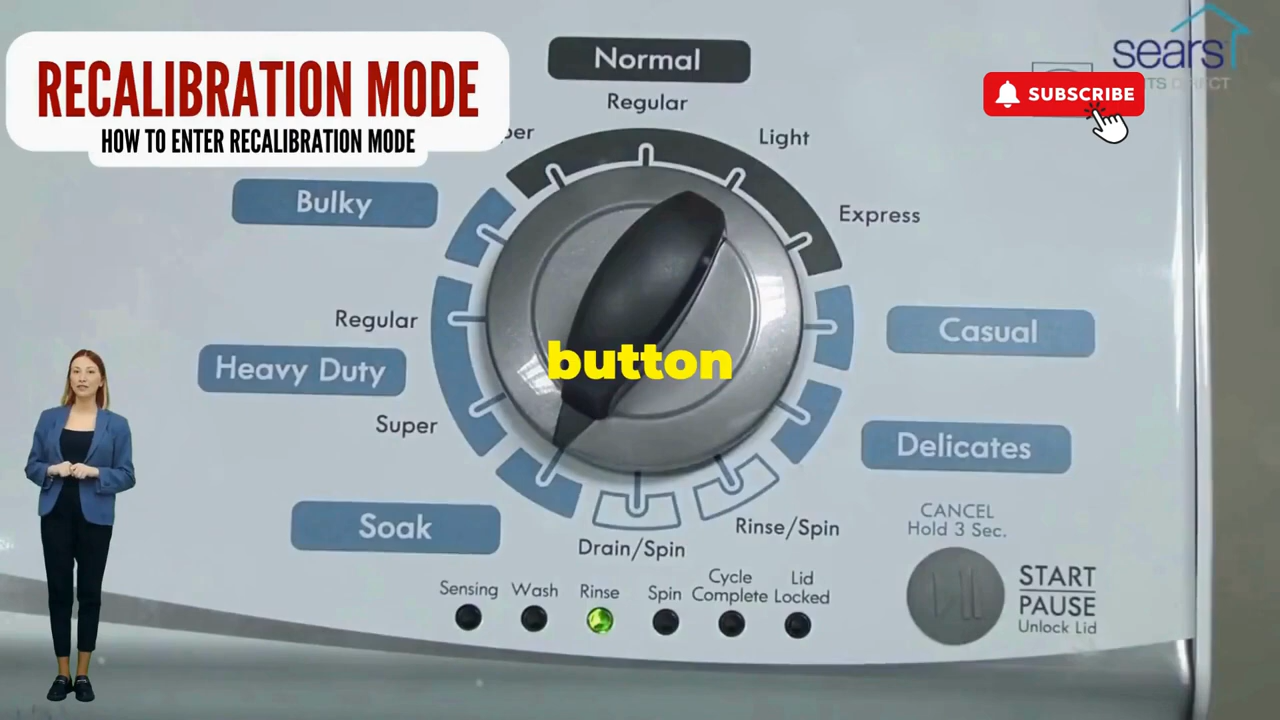 RECALIBRATION MODE
HOW TO ENTER RECALIBRATION MODE
sears
SUBSCRIBE
Normal
Regular
Light
Express
Bulky
Regular
Heavy Duty
Super
Soak
button
Casual
Delicates
Rinse/Spin
Drain/Spin
CANCEL
Hold 3 Sec.
START
PAUSE
Unlock Lid
Sensing
Wash
Rinse
Spin
Cycle
Complete
Lid
Locked